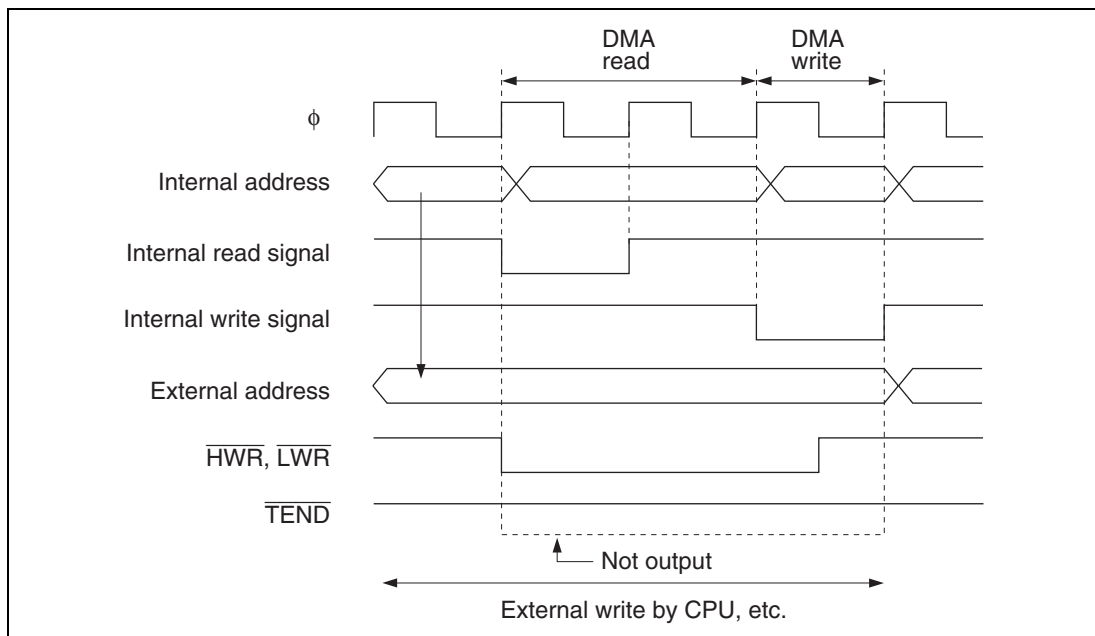 DMA
read
DMA
write
ϕ
Internal address
Internal read signal
Internal write signal
External address
HWR, LWR
TEND
Not output
External write by CPU, etc.